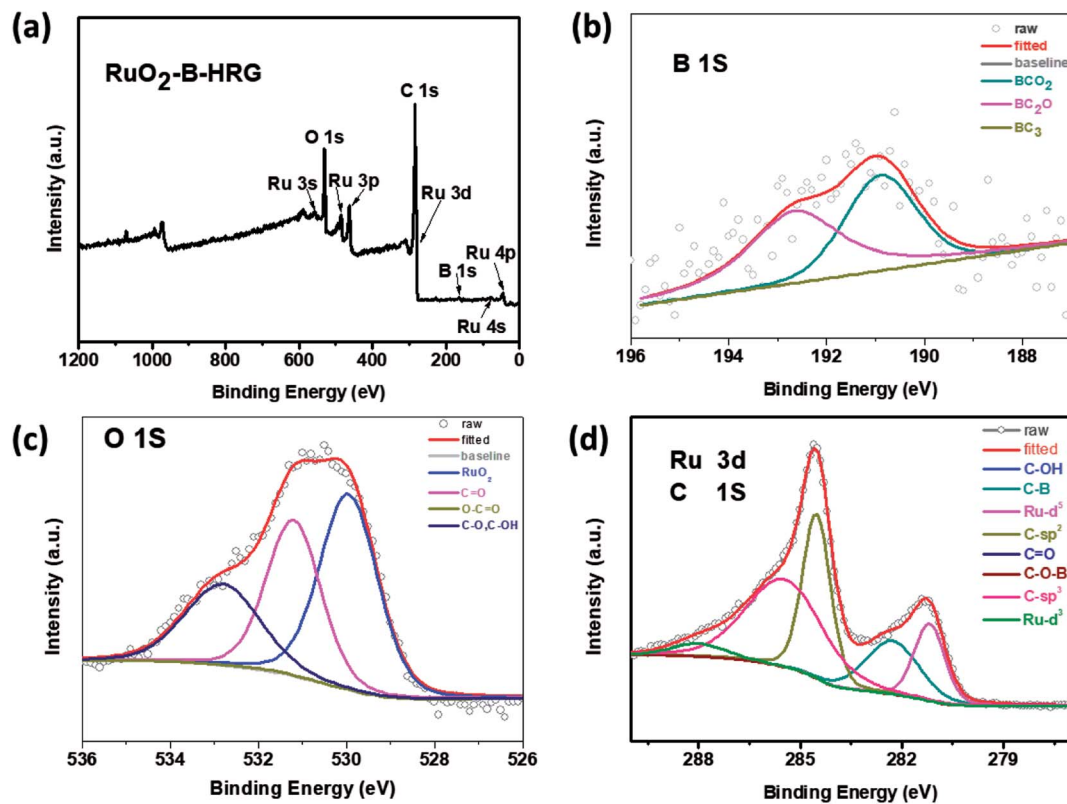 (a)
RuO2-B-HRG
C 1s
O 1s
Ru 3s
Ru 3p
Ru 3d
B 1s
Ru 4p
Ru 4s
Intensity (a.u.)
1200 1000 800 600 400 200 0
Binding Energy (eV)
(b)
B 1S
raw
fitted
baseline
BCO2
BC2O
BC3
Intensity (a.u.)
196 194 192 190 188
Binding Energy (eV)
(c)
O 1S
raw
fitted
baseline
RuO2
C=O
O-C=O
C-O,C-OH
Intensity (a.u.)
536 534 532 530 528 526
Binding Energy (eV)
(d)
Ru 3d
C 1S
raw
fitted
C-OH
C-B
Ru-d5
C-sp2
C=O
C-O-B
C-sp3
Ru-d3
Intensiny (a.u.)
288 285 282 279
Binding Energy (eV)